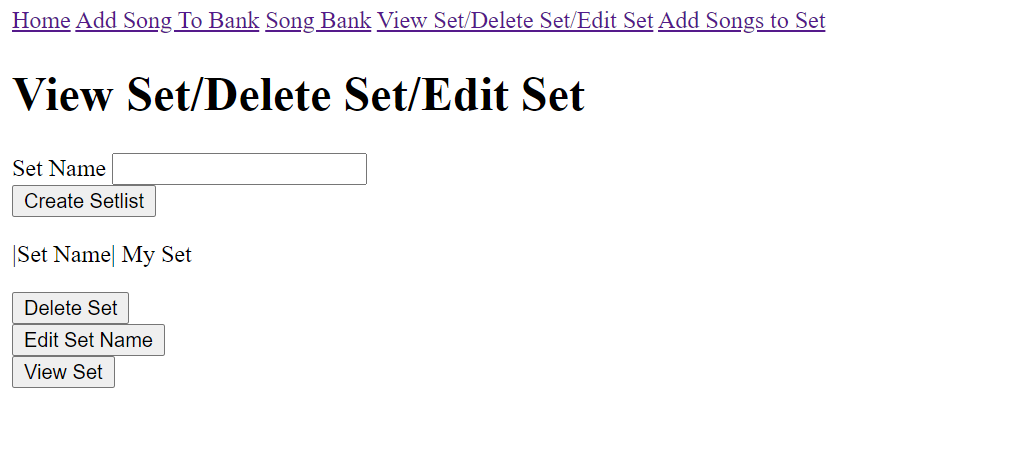 Home Add Song To Bank Song Bank View Set/Delete Set/Edit Set Add Songs to Set
View Set/Delete Set/Edit Set
Set Name
Create Setlist
|Set Name| My Set
Delete Set
Edit Set Name
View Set